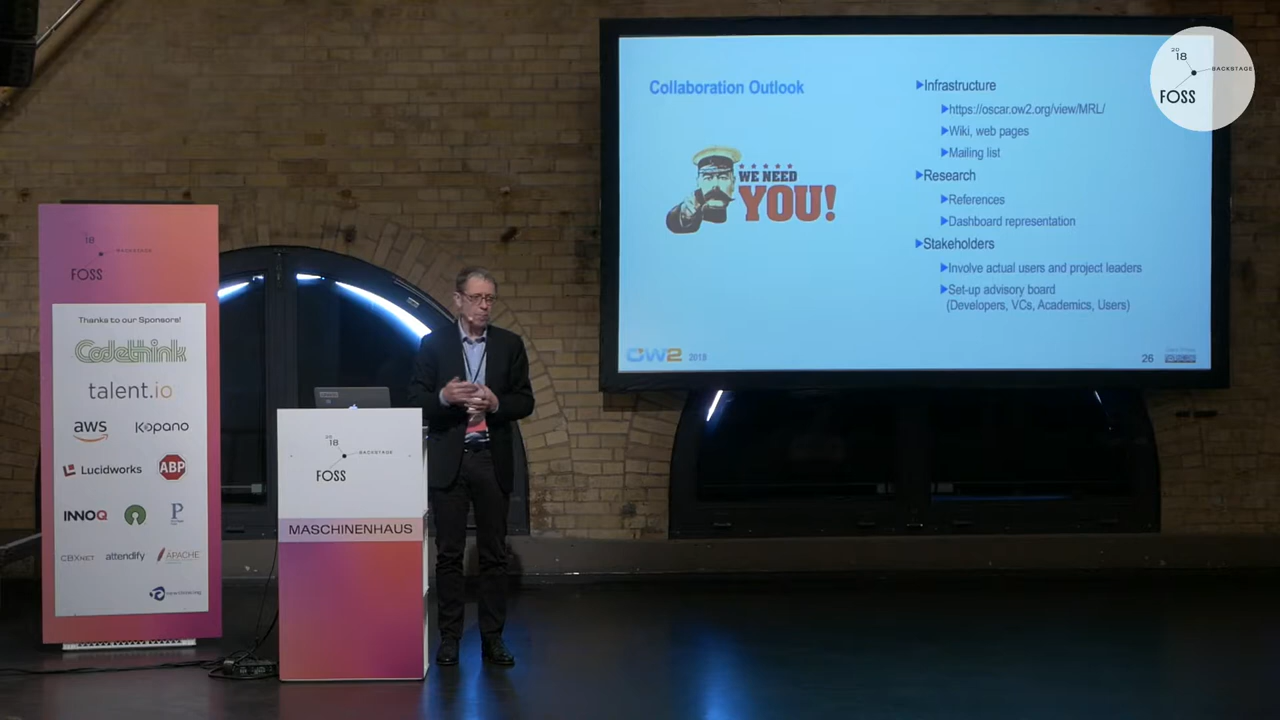 Collaboration Outlook
WE NEED
YOU!
Infrastructure
https://oscar.ow2.org/view/MRL/
Wiki, web pages
Mailing list
Research
References
Dashboard representation
Stakeholders
Involve actual users and project leaders
Set-up advisory board
(Developers, VCs, Academics, Users)
OW2 2018
26
20
18
BACKSTAGE
FOSS
18
BACKSTAGE
FOSS
Thanks to our Sponsors!
Codethink
talent.io
aws
Kopano
Lucidworks
ABP
INNOQ
CBXNET
attendify
APACHE
20
18
BACKSTAGE
FOSS
MASCHINENHAUS